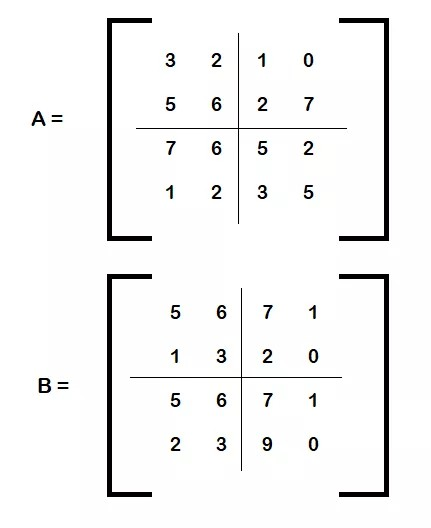 3 2 1 0
5 6 2 7
A =
7 6 5 2
1 2 3 5
5 6 7 1
1 3 2 0
B =
5 6 7 1
2 3 9 0